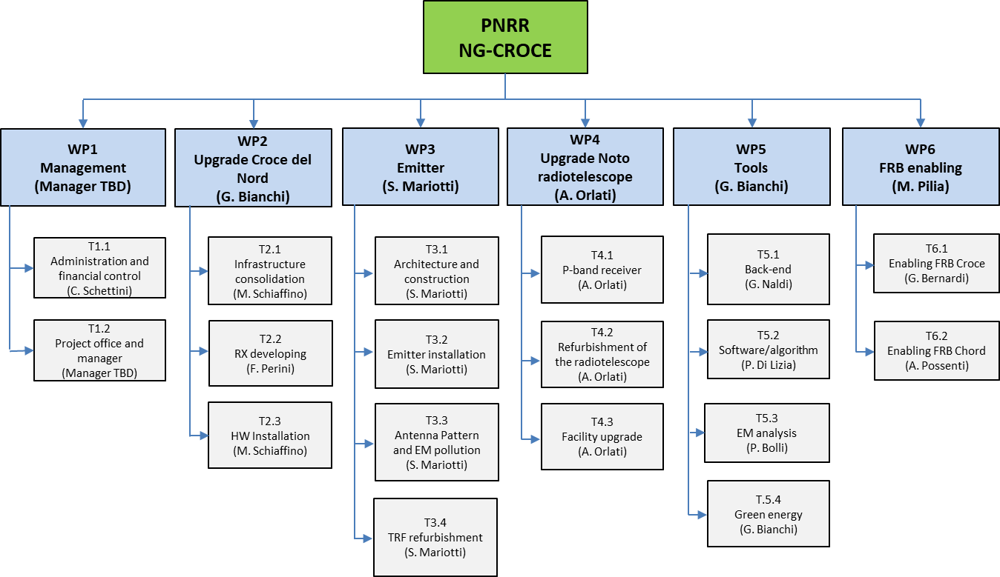 PNRR
NG-CROCE
WP1
Management
(Manager TBD)
WP2
Upgrade Croce del
Nord
(G. Bianchi)
WP3
Emitter
(S. Mariotti)
WP4
Upgrade Noto
radiotelescope
(A. Orlati)
WP5
Tools
(G. Bianchi)
WP6
FRB enabling
(M. Pilia)
T1.1
Administration and
financial control
(C. Schettini)
T1.2
Project office and
manager
(Manager TBD)
T2.1
Infrastructure
consolidation
(M. Schiaffino)
T2.2
RX developing
(F. Perini)
T2.3
HW Installation
(M. Schiaffino)
T3.1
Architecture and
construction
(S. Mariotti)
T3.2
Emitter installation
(S. Mariotti)
T3.3
Antenna Pattern
and EM pollution
(S. Mariotti)
T3.4
TRF refurbishment
(S. Mariotti)
T4.1
P-band receiver
(A. Orlati)
T4.2
Refurbishment of
the radiotelescope
(A. Orlati)
T4.3
Facility upgrade
(A. Orlati)
T5.1
Back-end
(G. Naldi)
T5.2
Software/algorithm
(P. Di Lizia)
T5.3
EM analysis
(P. Bolli)
T.5.4
Green energy
(G. Bianchi)
T6.1
Enabling FRB Croce
(G. Bernardi)
T6.2
Enabling FRB Chord
(A. Possenti)